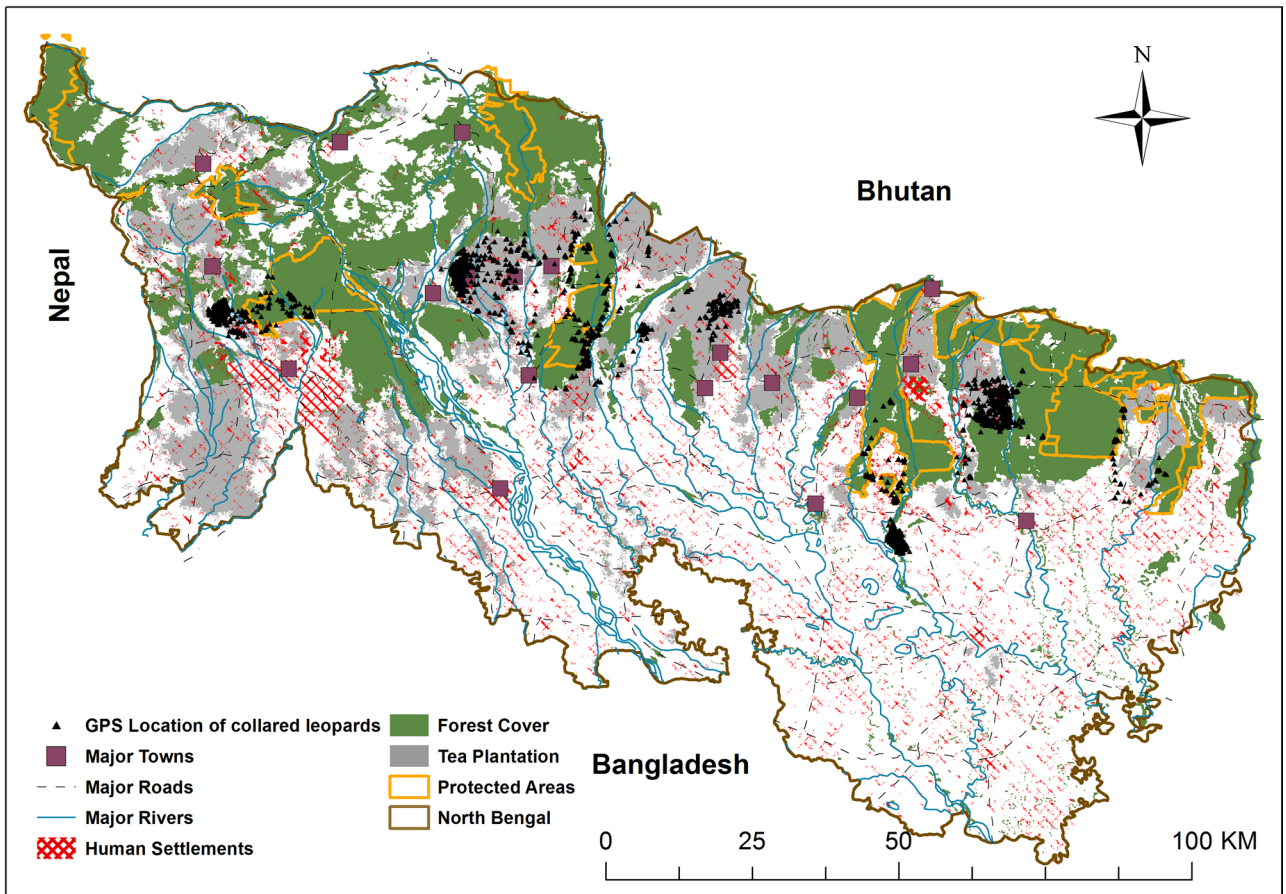 N
Bhutan
Nepal
Bangladesh
GPS Location of collared leopards
Major Towns
Major Roads
Major Rivers
Human Settlements
Forest Cover
Tea Plantation
Protected Areas
North Bengal
0 25 50 100 KM